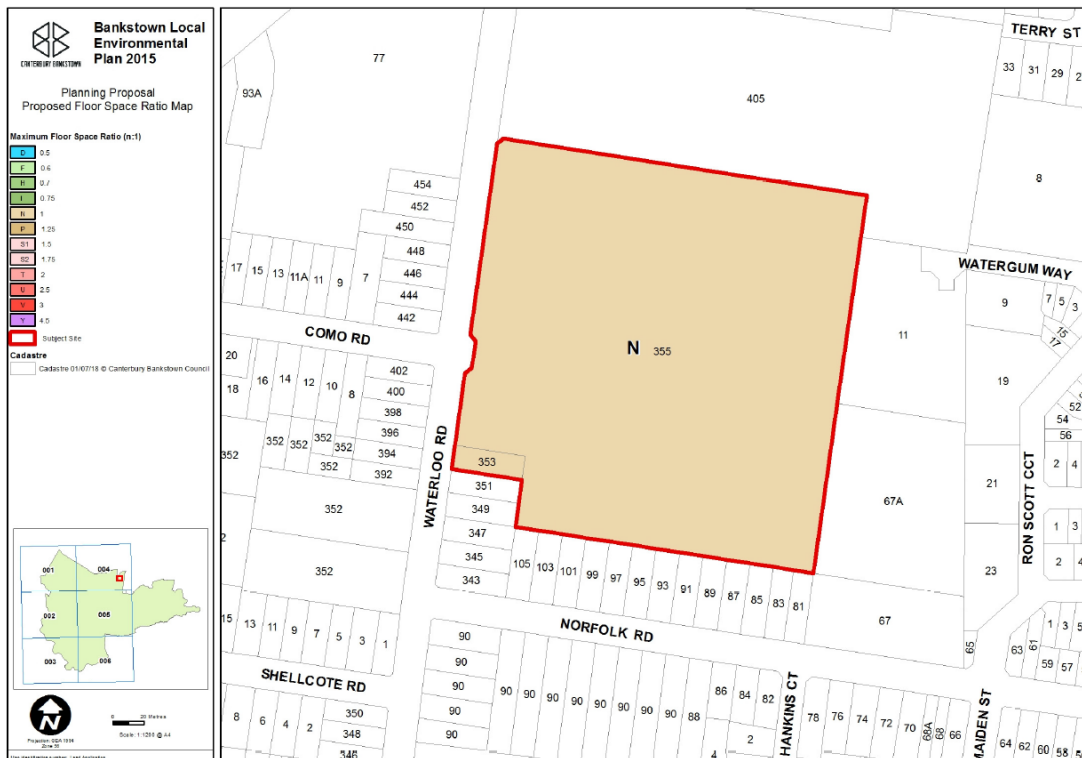 CANTERBURY BANKSTOWN
Bankstown Local
Environmental
Plan 2015
Planning Proposal
Proposed Floor Space Ratio Map
Maximum Floor Space Ratio (n:1)
D 0.5
F 0.6
H 0.7
I 0.75
N 1
P 1.25
S1 1.5
S2 1.75
T 2
U 2.5
V 3
Y 4.5
Subject Site
Cadastre
Cadastre 01/07/18 © Canterbury Bankstown Council
001
004
002
005
003
006
N
0 20 Metres
Scale: 1:1250 @ A4
Projection: GDA 1994
Zone 56
TERRY ST
33 31 29
77
93A
405
8
454
452
450
448
446
444
442
17 15 13 11A 11 9 7
WATERGUM WAY
9
7 5 3
15
17
11
COMO RD
N 355
20
18
16 14 12 10 8
402
400
398
396
394
392
19
52
54
56
352 352 352 352 352
352
352
WATERLOO RD
353
351
349
347
345
343
67A
21
2 4
RON SCOTT CCT
352
352
1 3
2 4
23
105 103 101 99 97 95 93 91 89 87 85 83 81
67
65
15 13 11 9 7 5 3 1
NORFOLK RD
63 61
1 3 5
59 57
SHELLCOTE RD
90
90
90
90
90
90 90 90 90 90 90 88
86 84 82
2
4
HANKINS CT
78 76 74 72 70 68A 68 66
MAIDEN ST
64 62 60 58
8 6 4 2
350
348
346